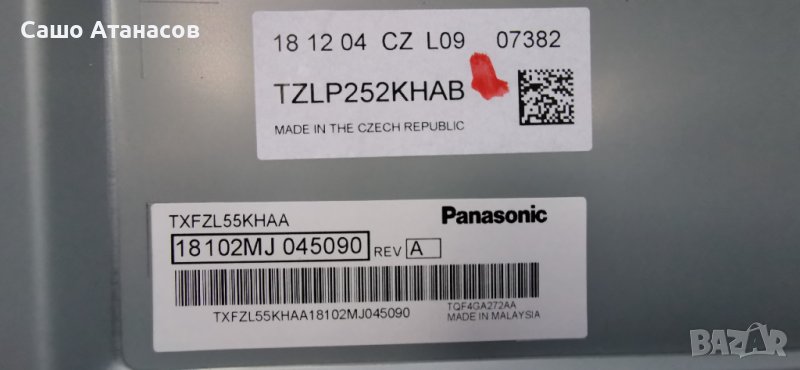 Сашо Атанасов
18 12 04 CZ L09 07382
TZLP252KHAB
MADE IN THE CZECH REPUBLIC
TXFZL55KHAA
Panasonic
18102MJ 045090 REV A
TXFZL55KHAA18102MJ045090
TQF4GA272AA
MADE IN MALAYSIA
BAZAR